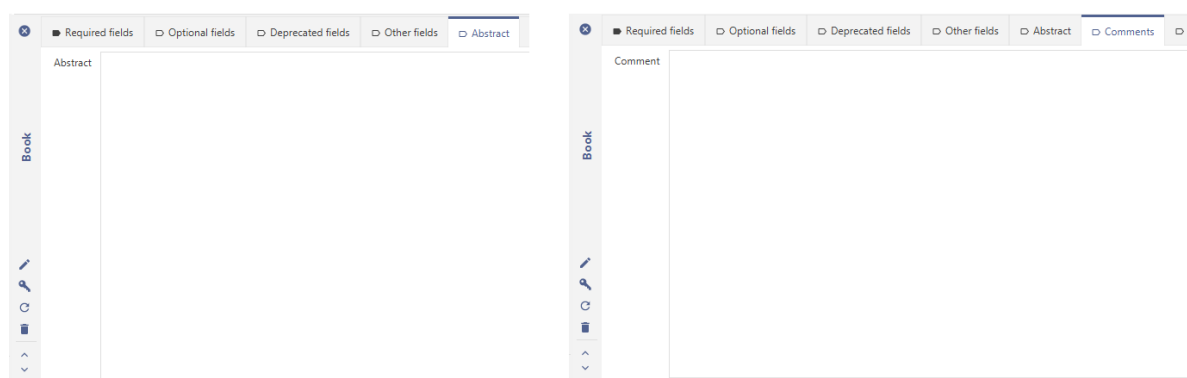 Required fields Optional fields Deprecated fields Other fields Abstract
Abstract
Book
Required fields Optional fields Deprecated fields Other fields Abstract Comments
Comment
Book